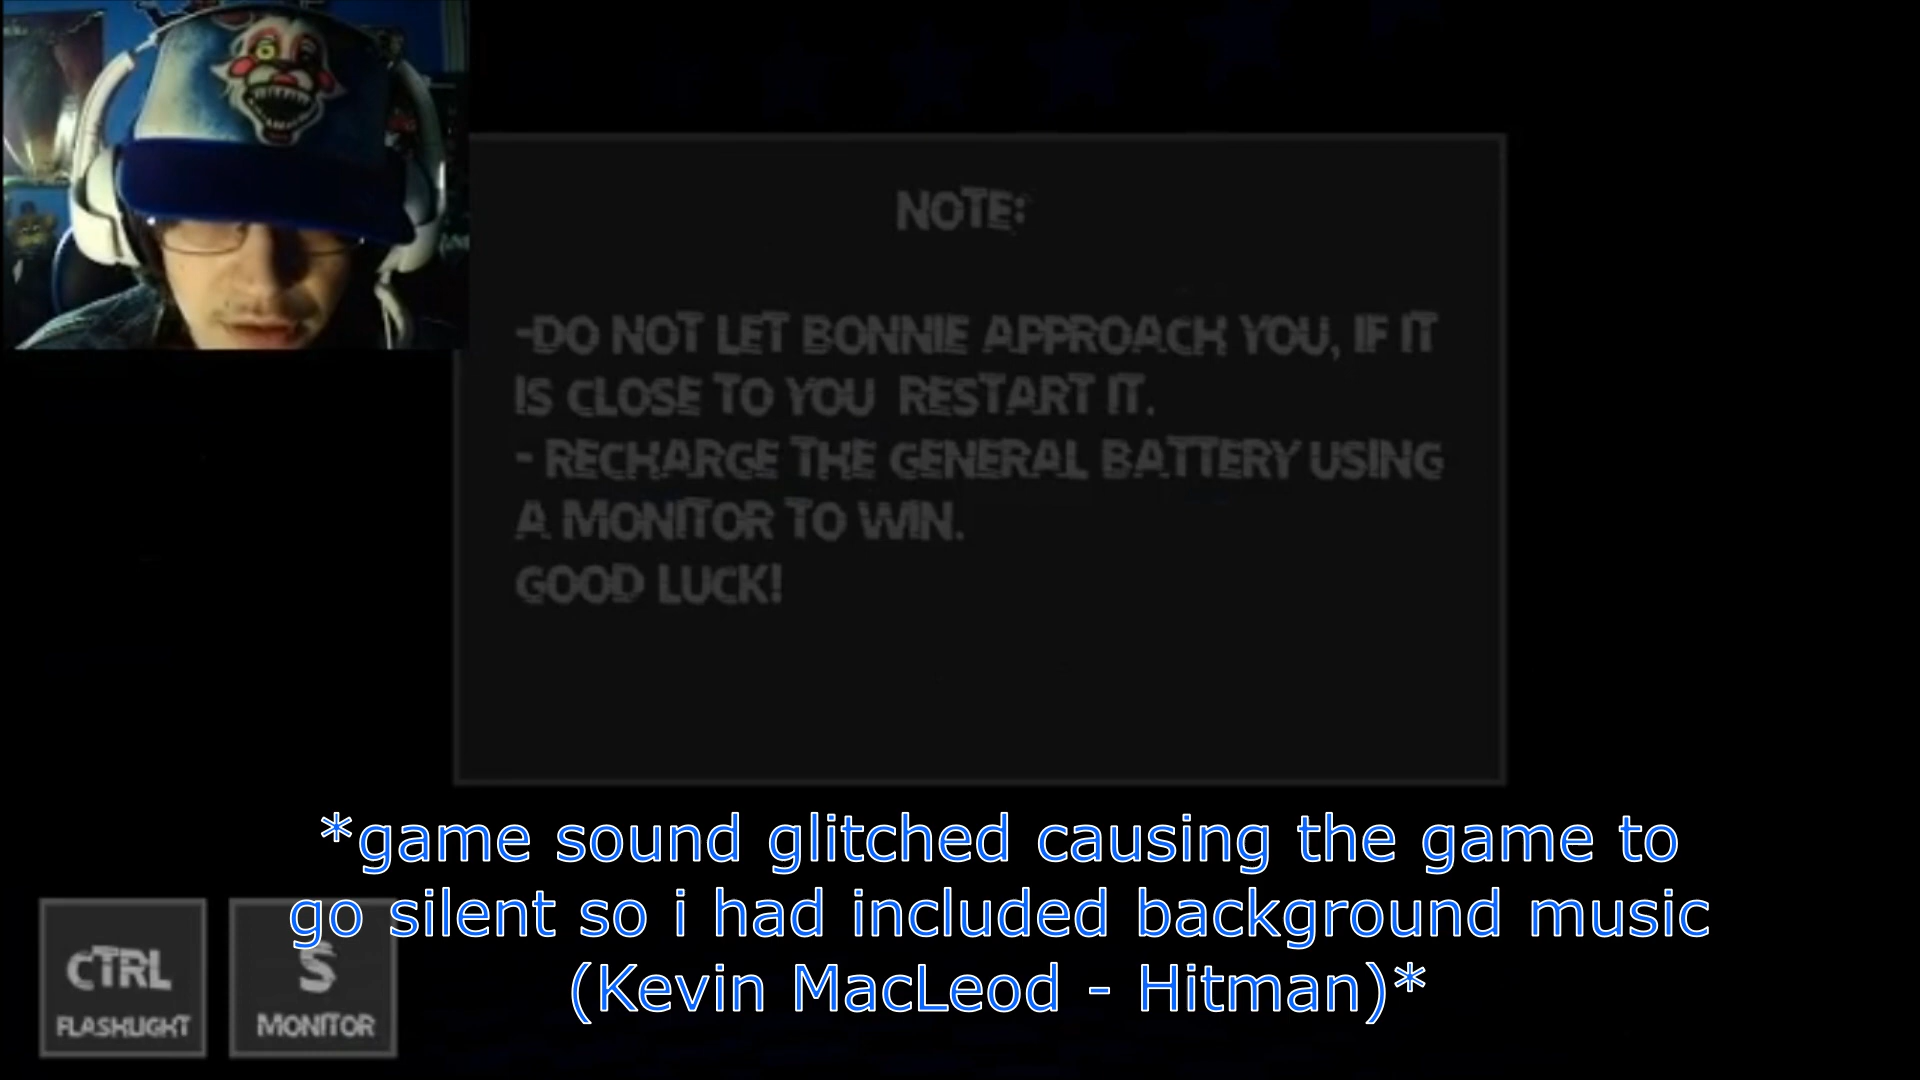 NOTE:
-DO NOT LET BONNIE APPROACH YOU, IF IT
IS CLOSE TO YOU RESTART IT.
- RECHARGE THE GENERAL BATTERY USING
A MONITOR TO WIN.
GOOD LUCK!
*game sound glitched causing the game to
go silent so i had included background music
(Kevin MacLeod - Hitman)*
CTRL
FLASHLIGHT
S
MONITOR